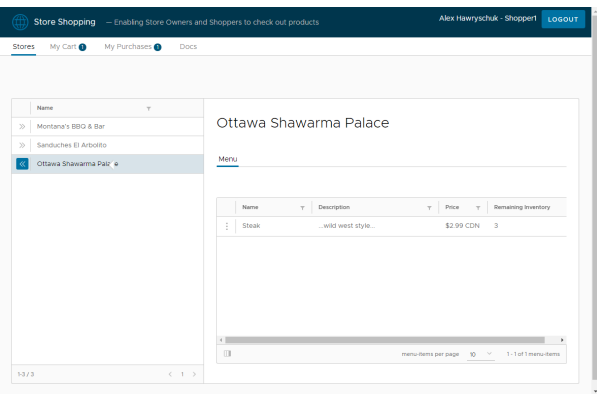 Store Shopping — Enabling Store Owners and Shoppers to check out products
Alex Hawryschuk - Shopper1 LOGOUT
Stores My Cart 1 My Purchases 1 Docs
Name
Montana's BBQ & Bar
Sanduches El Arbolito
Ottawa Shawarma Palace
1-3 / 3
1
Ottawa Shawarma Palace
Menu
Name Description Price Remaining Inventory
Steak ...wild west style... $2.99 CDN 3
menu-items per page 10 1 - 1 of 1 menu-items